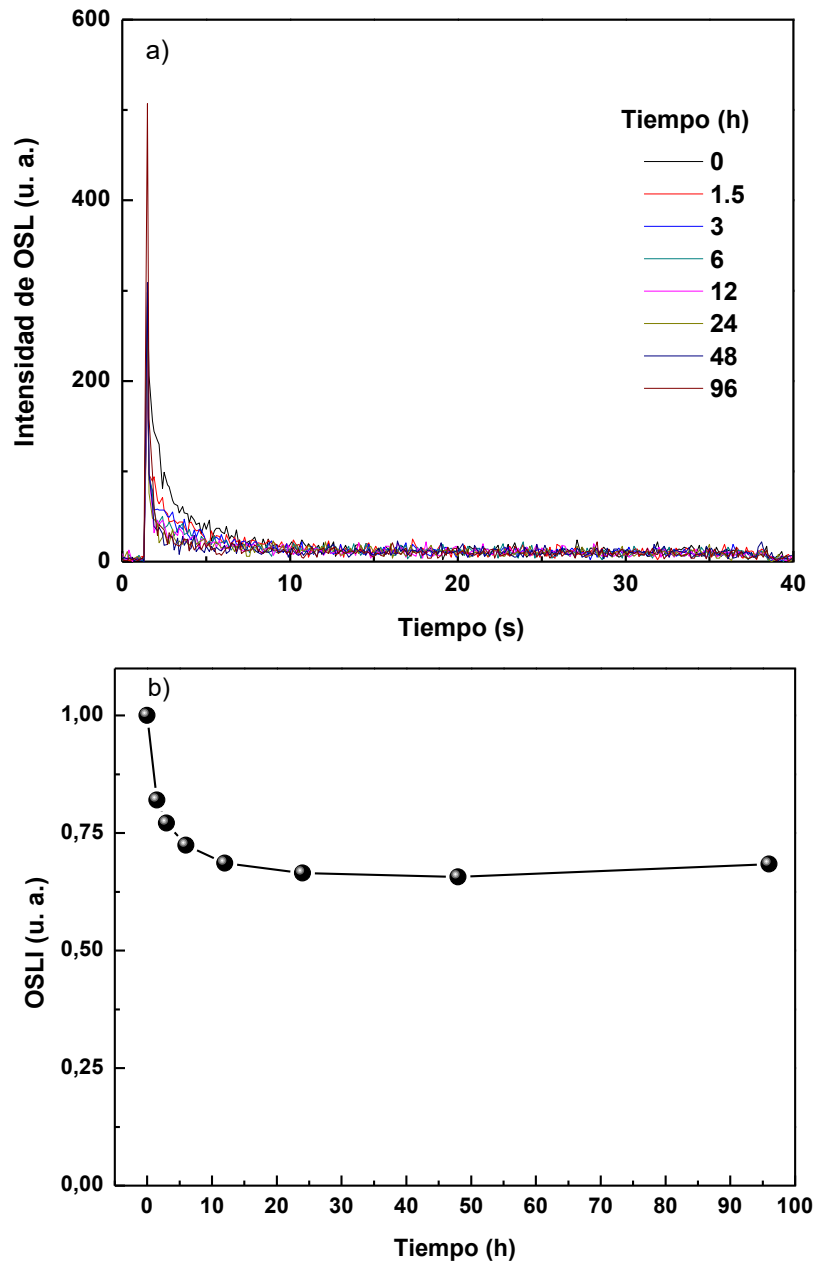 600
a)
Tiempo (h)
0
1.5
3
6
12
24
48
96
400
200
0
Intensidad de OSL (u. a.)
0 10 20 30 40
Tiempo (s)
b)
1,00
0,75
0,50
0,25
0,00
OSLI (u. a.)
0 10 20 30 40 50 60 70 80 90 100
Tiempo (h)